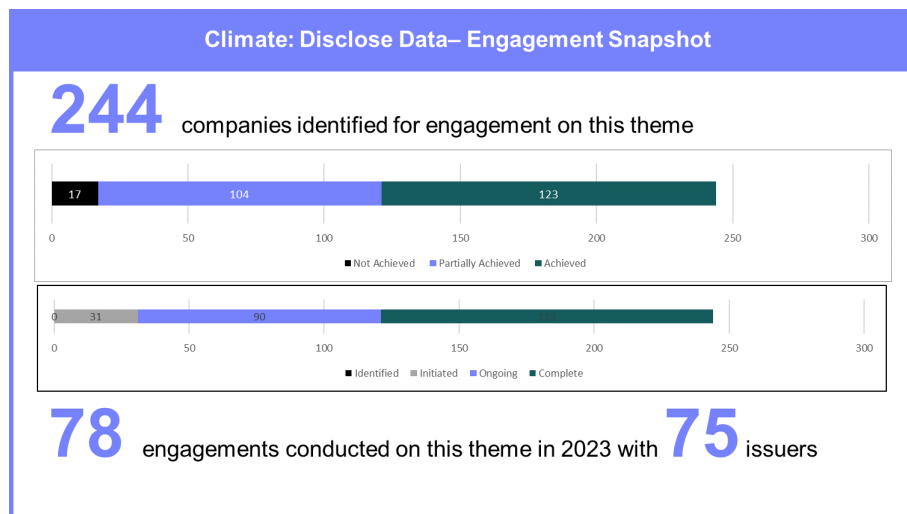 Climate: Disclose Data– Engagement Snapshot
244 companies identified for engagement on this theme
17 104 123
0 50 100 150 200 250 300
Not Achieved Partially Achieved Achieved
0 31 90
0 50 100 150 200 250 300
Identified Initiated Ongoing Complete
78 engagements conducted on this theme in 2023 with 75 issuers